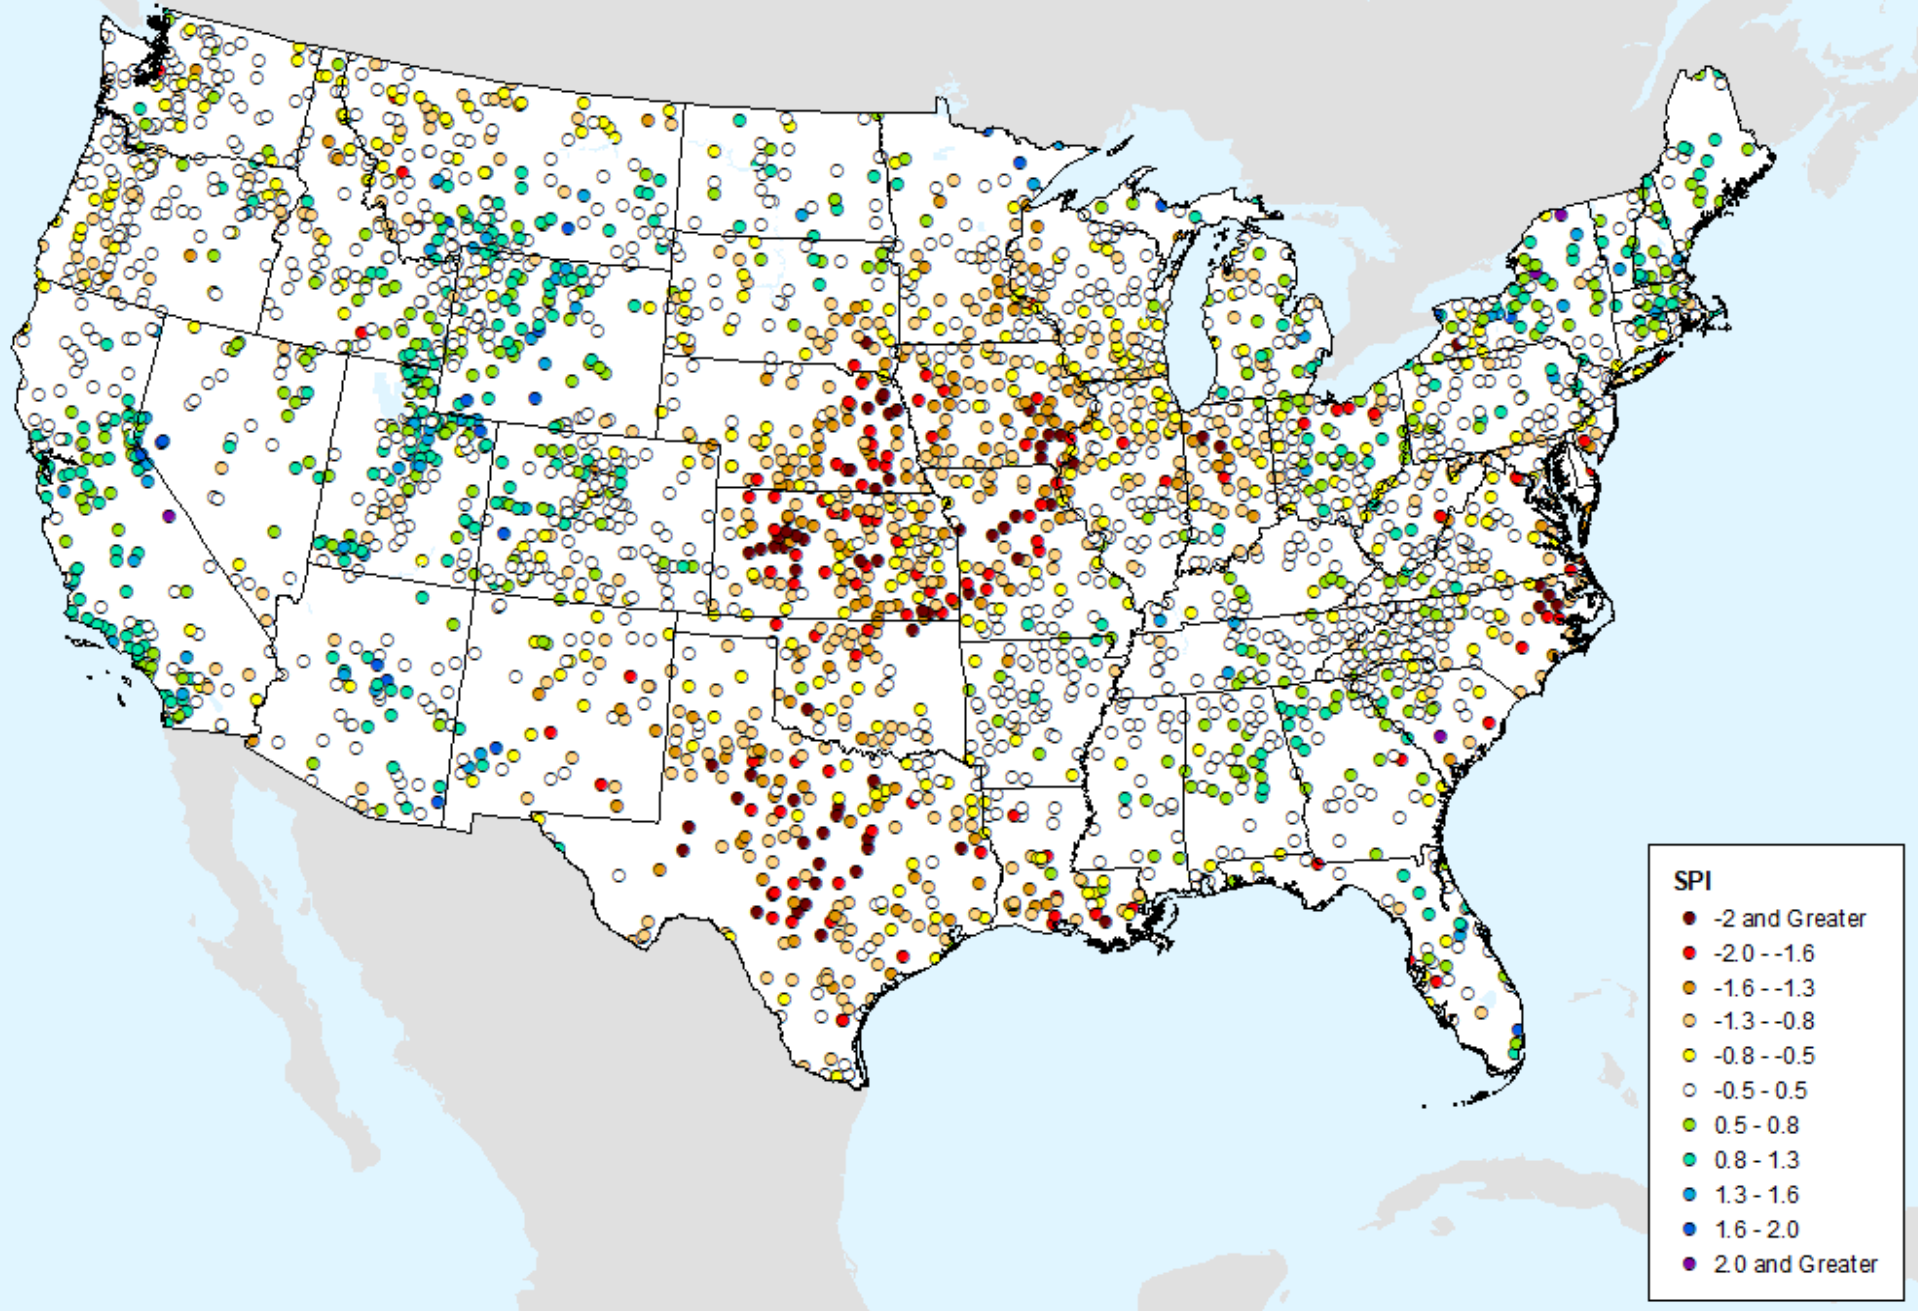 SPI
-2 and Greater
-2.0 - -1.6
-1.6 - -1.3
-1.3 - -0.8
-0.8 - -0.5
-0.5 - 0.5
0.5 - 0.8
0.8 - 1.3
1.3 - 1.6
1.6 - 2.0
2.0 and Greater